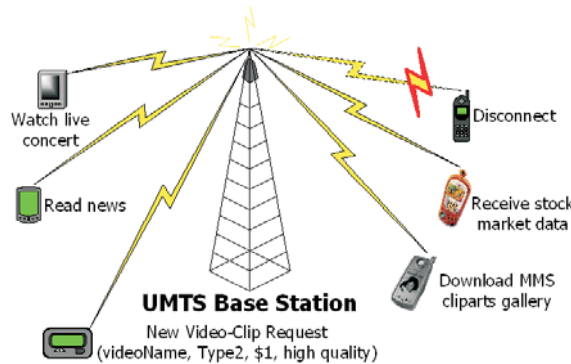 Watch live
concert
Disconnect
Read news
Receive stock
market data
Download MMS
cliparts gallery
UMTS Base Station
New Video-Clip Request
(videoName, Type2, $1, high quality)